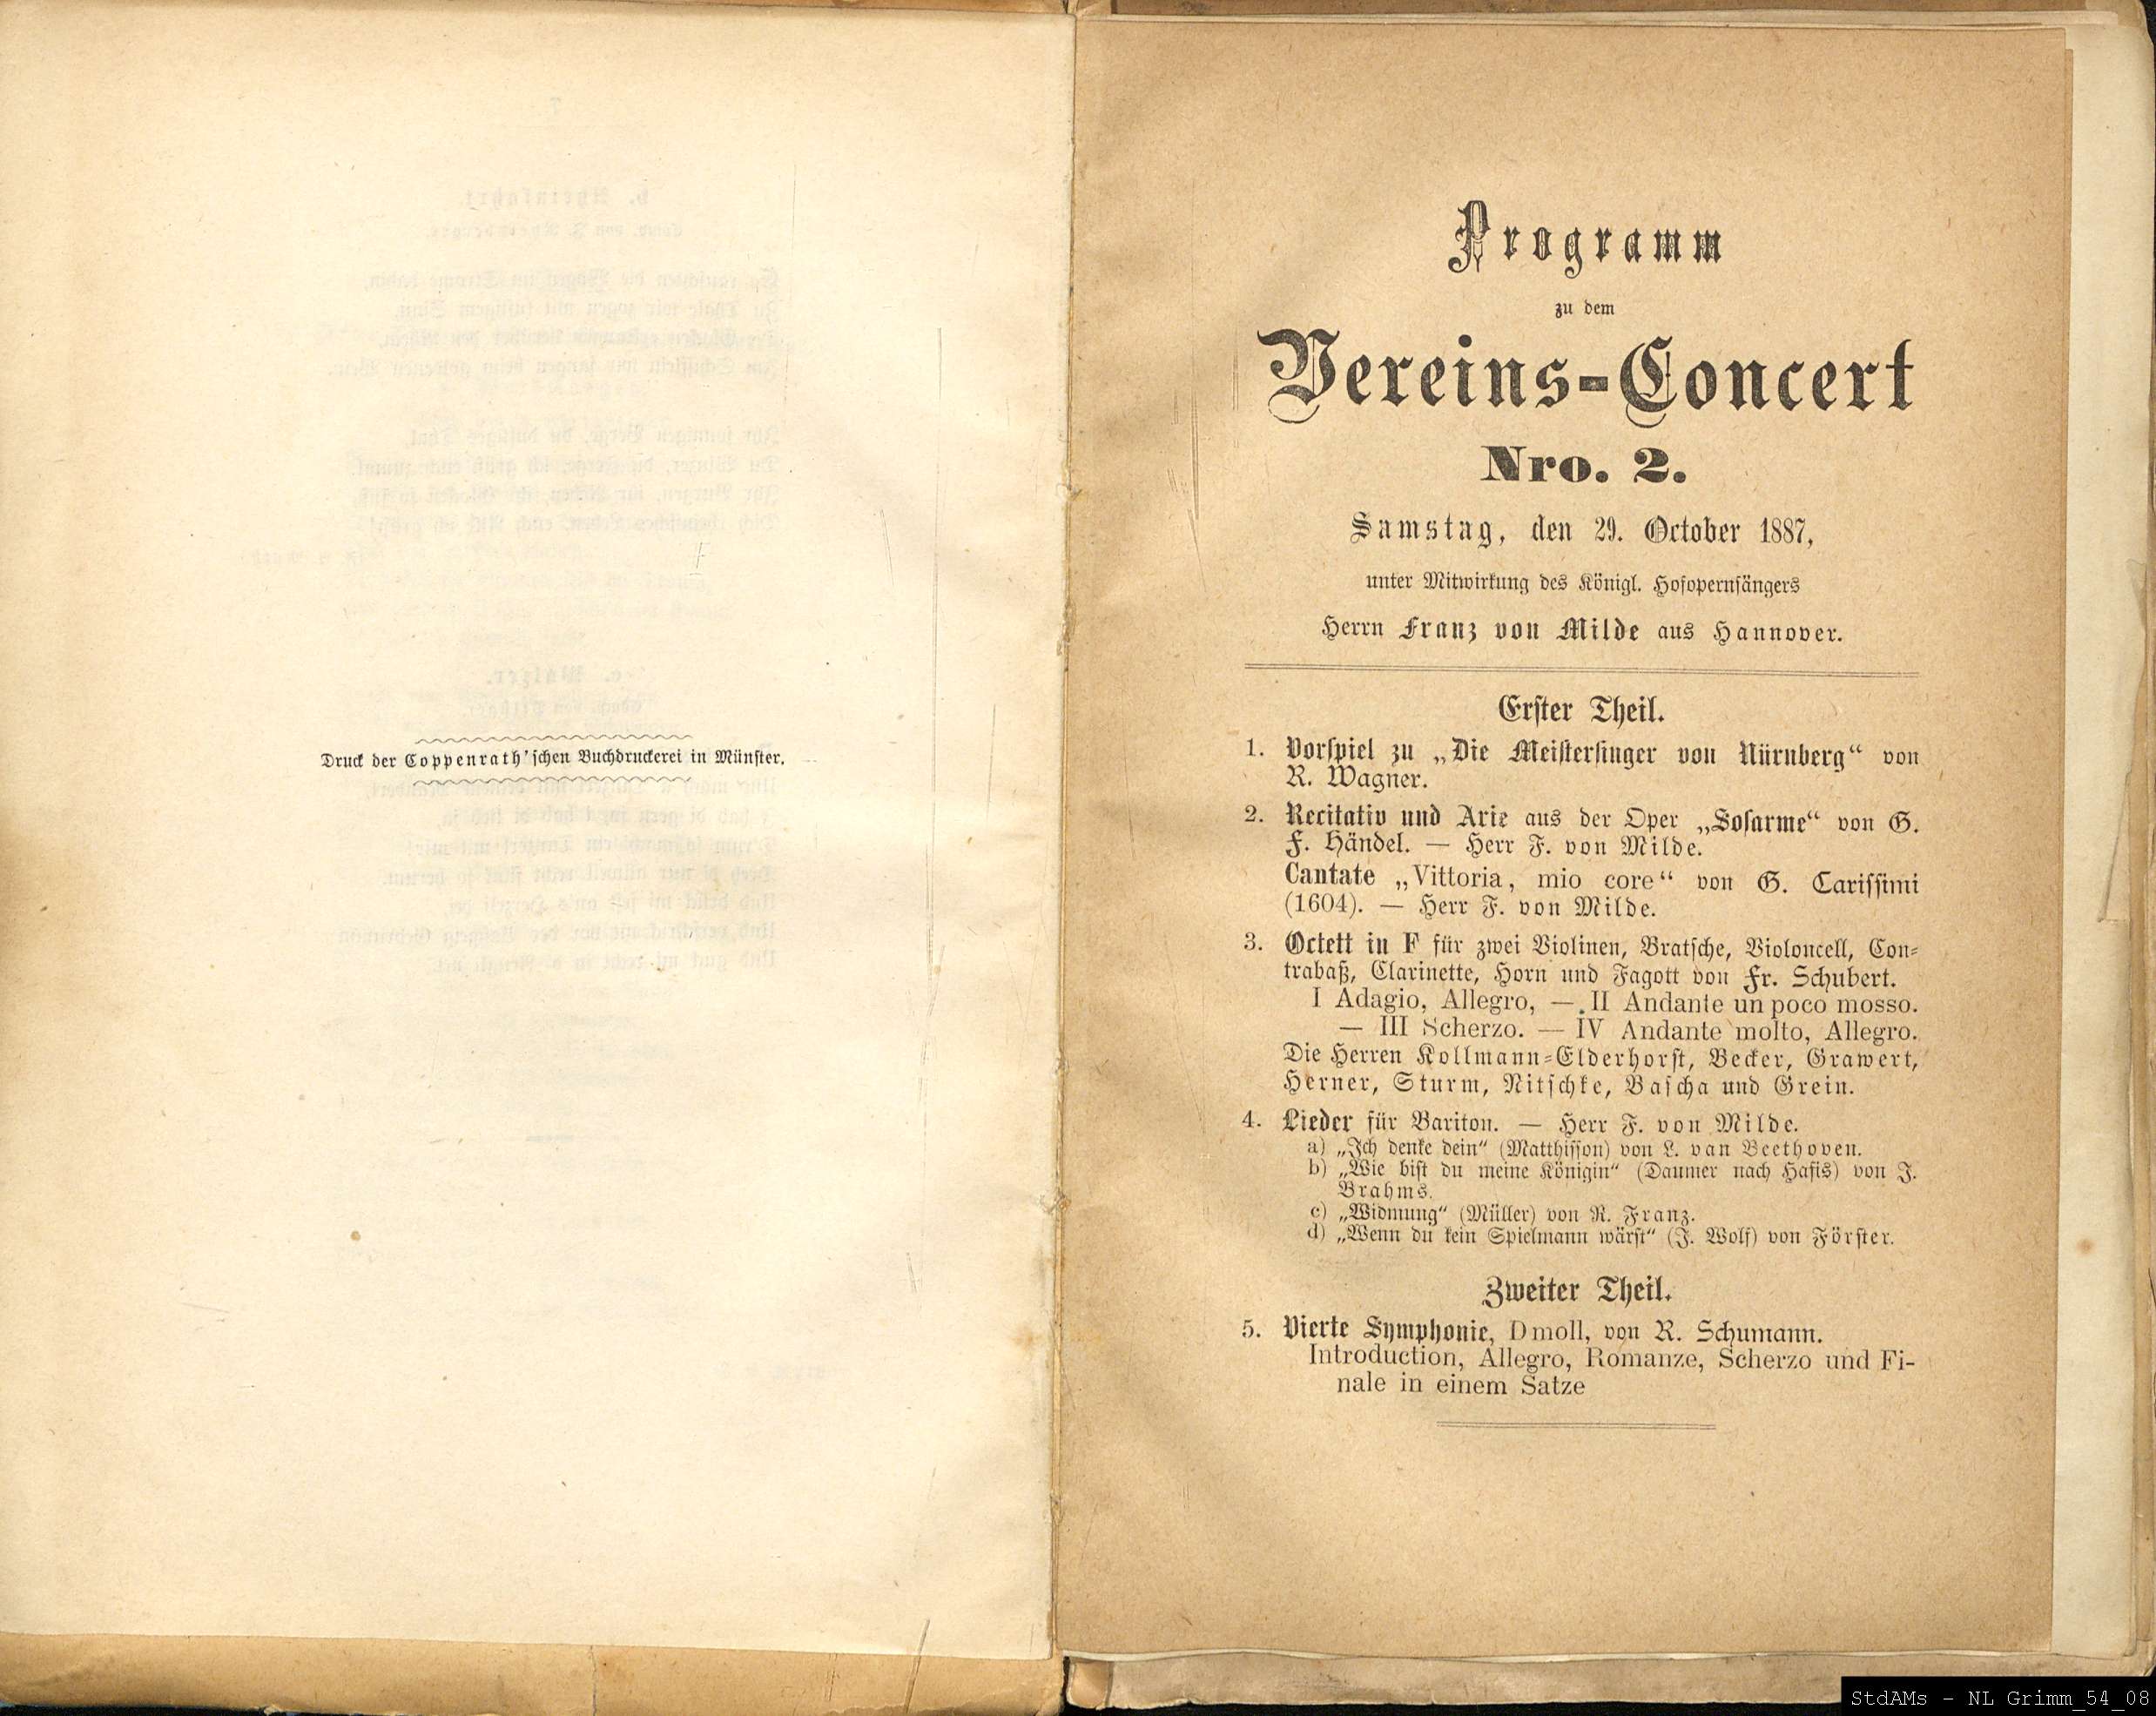 Druck der Coppenrath'schen Buchdruckerei in Münster.
Programm
zu dem
Vereins-Concert
Nro. 2.
Samstag, den 29. October 1887,
unter Mitwirkung des Königl. Hofopernsängers
Herrn Franz von Milde aus Hannover.
Erster Theil.
1. Vorspiel zu „Die Meistersinger von Nürnberg“ von
R. Wagner.
2. Recitativ und Arie aus der Oper „Sosarme“ von G.
F. Händel. — Herr F. von Milde.
Cantate „Vittoria, mio core“ von G. Carissimi
(1604). — Herr F. von Milde.
3. Octett in F für zwei Violinen, Bratsche, Violoncell, Con-
trabaß, Clarinette, Horn und Fagott von Fr. Schubert.
I Adagio, Allegro, — II Andante un poco mosso.
— III Scherzo. — IV Andante molto, Allegro.
Die Herren Kollmann-Elderhorst, Becker, Grawert,
Herner, Sturm, Nitschke, Bascha und Grein.
4. Lieder für Bariton. — Herr F. von Milde.
a) „Ich denke dein“ (Matthisson) von L. van Beethoven.
b) „Wie bist du meine Königin“ (Daumer nach Hafis) von J.
Brahms.
c) „Widmung“ (Müller) von R. Franz.
d) „Wenn du kein Spielmann wärst“ (J. Wolf) von Förster.
Zweiter Theil.
5. Vierte Symphonie, Dmoll, von R. Schumann.
Introduction, Allegro, Romanze, Scherzo und Fi-
nale in einem Satze
StdAMs - NL Grimm_54_08